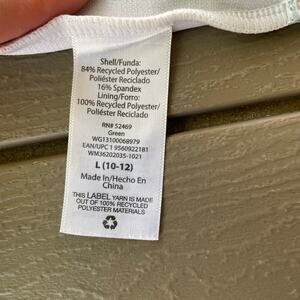 Shell/Funda:
84% Recycled Polyester/
Poliéster Reciclado
16% Spandex
Lining/Forro:
100% Recycled Polyester/
Poliéster Reciclado
RN# 52469
Green
WG13100068979
EAN/UPC 1 9560922181
WM36202035-1021
L (10-12)
Made In/Hecho En
China
THIS LABEL YARN IS MADE
OUT OF 100% RECYCLED
POLYESTER MATERIALS